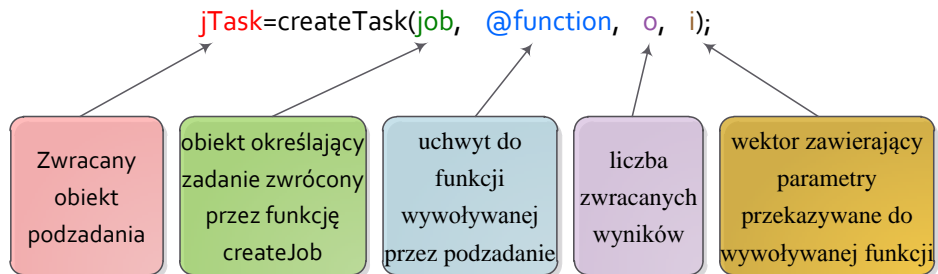 jTask=createTask(job, @function, o, i);
Zwracany
obiekt
podzadania
obiekt określający
zadanie zwrócony
przez funkcję
createJob
uchwyt do
funkcji
wywoływanej
przez podzadanie
liczba
zwracanych
wyników
wektor zawierający
parametry
przekazywane do
wywoływanej funkcji